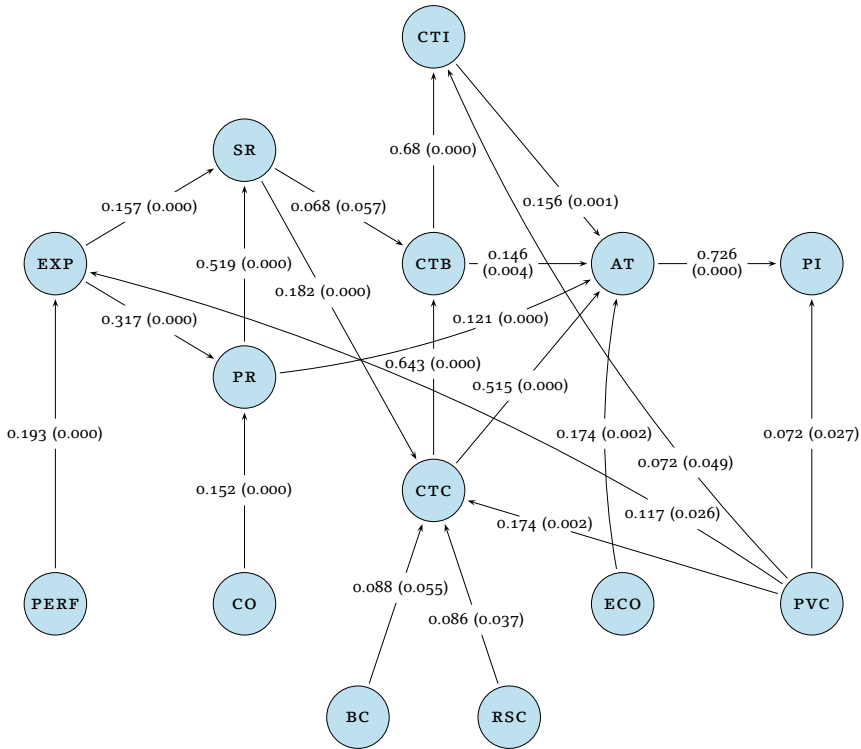 CTI
0.68 (0.000)
SR
0.157 (0.000)
0.068 (0.057)
0.156 (0.001)
EXP
0.519 (0.000)
CTB
0.146
(0.004)
AT
0.726
(0.000)
PI
0.182 (0.000)
0.317 (0.000)
0.121 (0.000)
PR
0.643 (0.000)
0.515 (0.000)
0.193 (0.000)
0.174 (0.002)
0.072 (0.027)
0.072 (0.049)
0.152 (0.000)
CTC
0.117 (0.026)
0.174 (0.002)
0.088 (0.055)
PERF
CO
0.086 (0.037)
ECO
PVC
BC
RSC